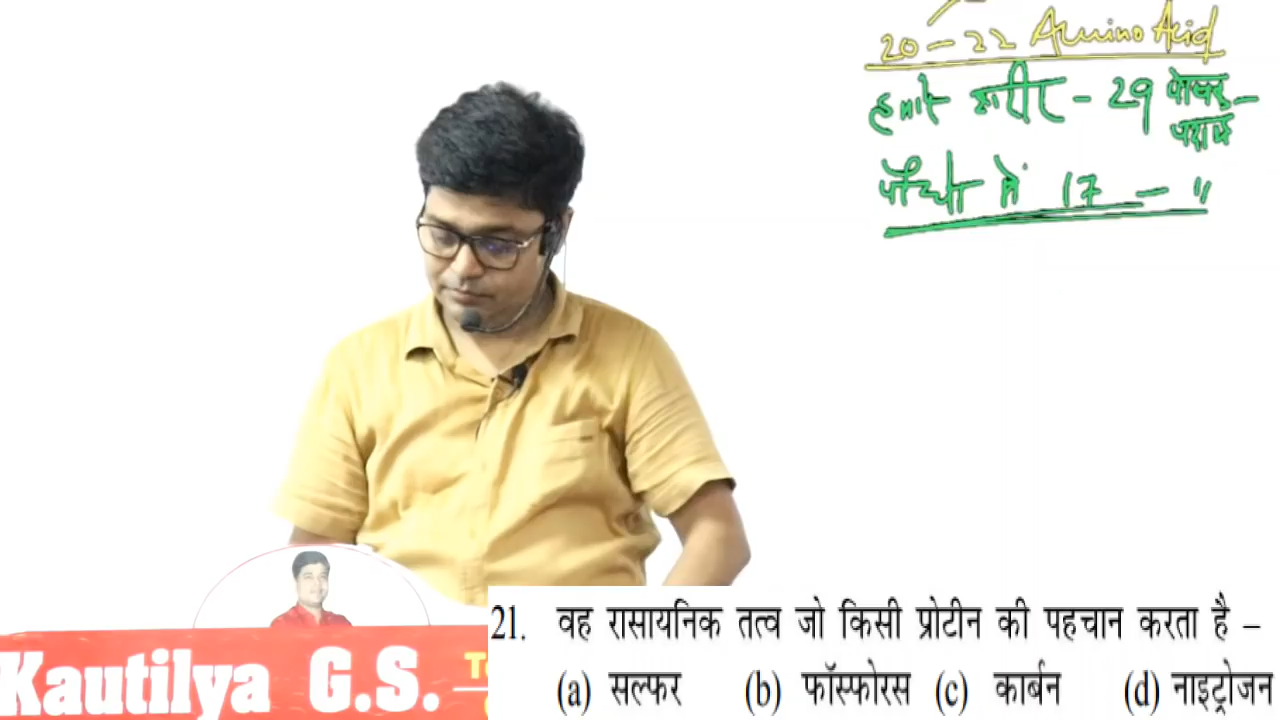 20 - 22 Amino Acid
हमारे शरीर - 29 पोषक -
पौधों में 17 - "
21. वह रासायनिक तत्व जो किसी प्रोटीन की पहचान करता है –
(a) सल्फर (b) फॉस्फोरस (c) कार्बन (d) नाइट्रोजन
Kautilya G.S.